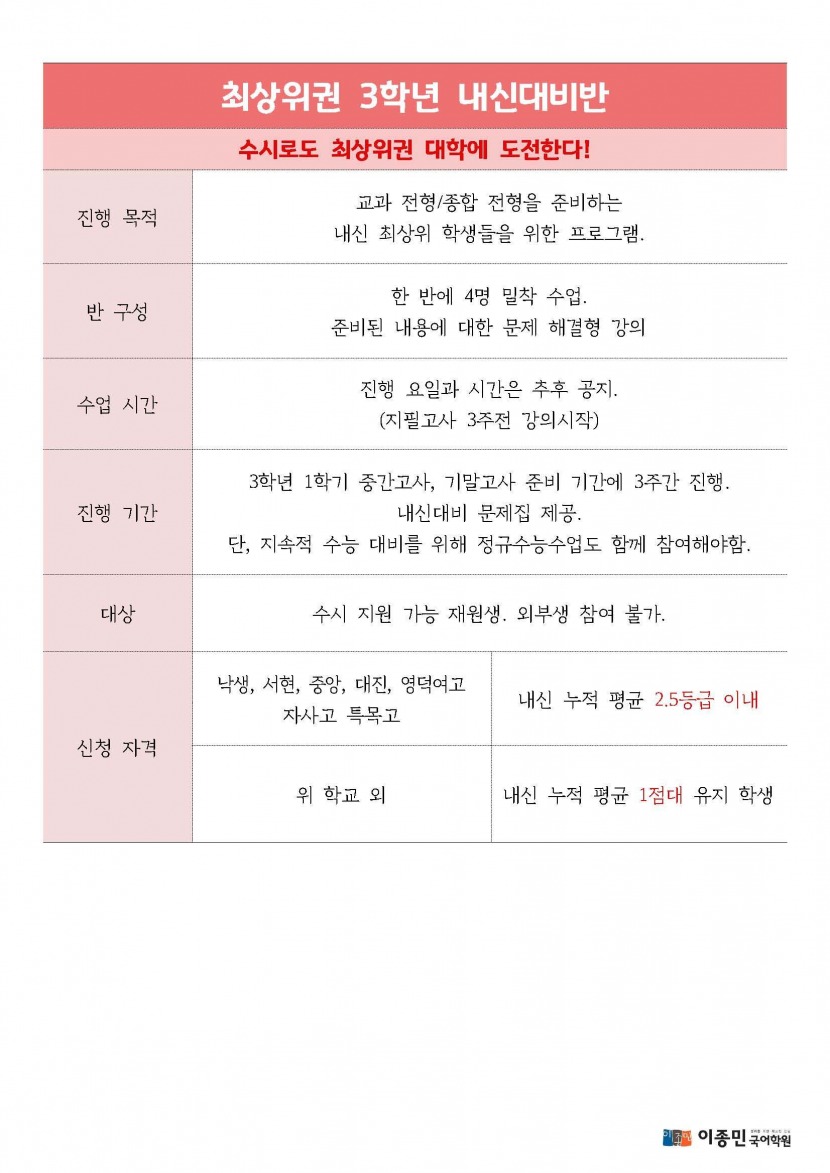 최상위권 3학년 내신대비반
수시로도 최상위권 대학에 도전한다!
진행 목적
교과 전형/종합 전형을 준비하는
내신 최상위 학생들을 위한 프로그램.
반 구성
한 반에 4명 밀착 수업.
준비된 내용에 대한 문제 해결형 강의
수업 시간
진행 요일과 시간은 추후 공지.
(지필고사 3주전 강의시작)
진행 기간
3학년 1학기 중간고사, 기말고사 준비 기간에 3주간 진행.
내신대비 문제집 제공.
단, 지속적 수능 대비를 위해 정규수능수업도 함께 참여해야함.
대상
수시 지원 가능 재원생. 외부생 참여 불가.
신청 자격
낙생, 서현, 중앙, 대진, 영덕여고
자사고 특목고
내신 누적 평균 2.5등급 이내
위 학교 외
내신 누적 평균 1점대 유지 학생
이종민
국어학원